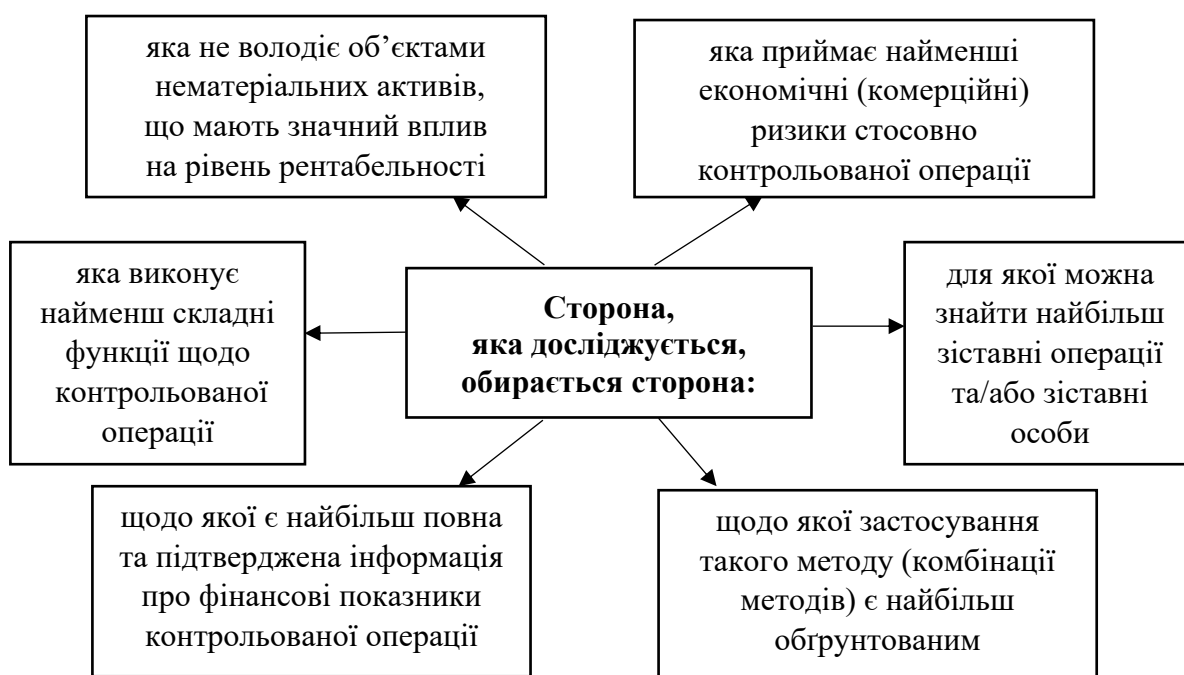 яка не володіє об’єктами
нематеріальних активів,
що мають значний вплив
на рівень рентабельності
яка приймає найменші
економічні (комерційні)
ризики стосовно
контрольованої операції
яка виконує
найменш складні
функції щодо
контрольованої
операції
Сторона,
яка досліджується,
обирається сторона:
для якої можна
знайти найбільш
зіставні операції
та/або зіставні
особи
щодо якої є найбільш повна
та підтверджена інформація
про фінансові показники
контрольованої операції
щодо якої застосування
такого методу (комбінації
методів) є найбільш
обґрунтованим